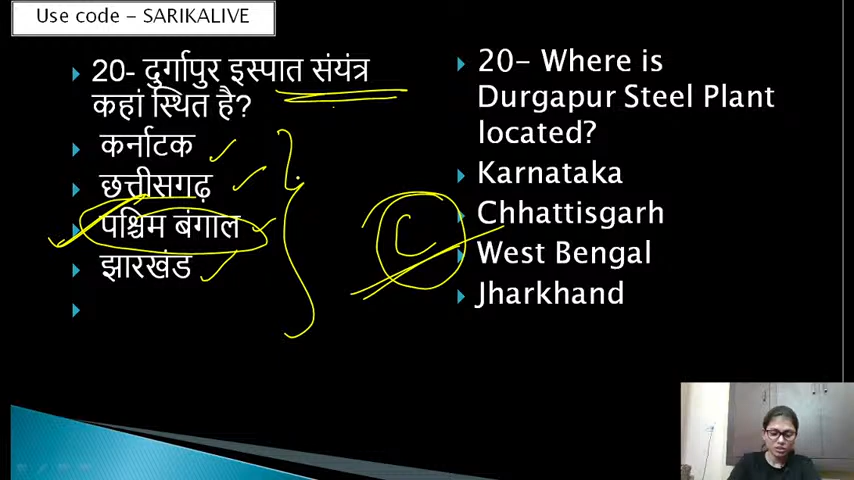 Use code – SARIKALIVE
20- दुर्गापुर इस्पात संयंत्र
कहां स्थित है?
कर्नाटक
छत्तीसगढ़
पश्चिम बंगाल
झारखंड
C
20– Where is
Durgapur Steel Plant
located?
Karnataka
Chhattisgarh
West Bengal
Jharkhand